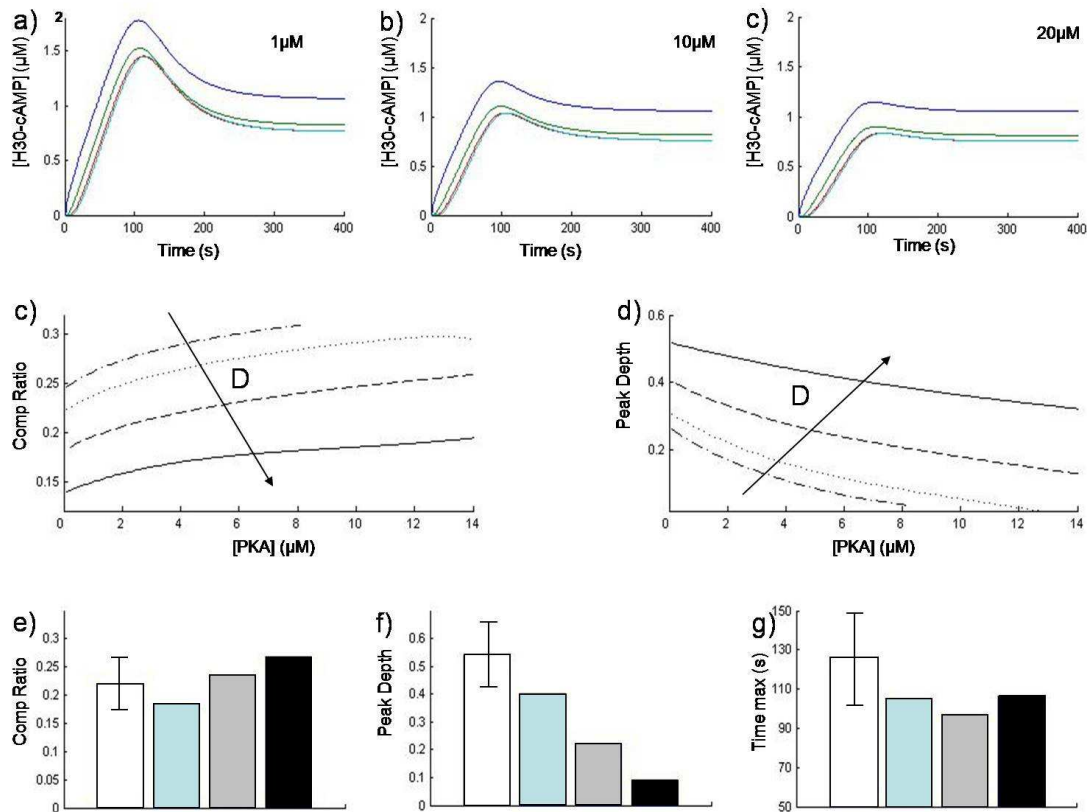 a)
2
1.5
1
0.5
0
[H30-cAMP] (µM)
1µM
0 100 200 300 400
Time (s)
b)
2
1.5
1
0.5
0
[H30-cAMP] (µM)
10µM
0 100 200 300 400
Time (s)
c)
2
1.5
1
0.5
0
[H30-cAMP] (µM)
20µM
0 100 200 300 400
Time (s)
c)
0.3
0.25
0.2
0.15
Comp Ratio
D
0 2 4 6 8 10 12 14
[PKA] (µM)
d)
0.6
0.4
0.2
Peak Depth
D
0 2 4 6 8 10 12 14
[PKA] (µM)
e)
0.3
0.25
0.2
0.15
0.1
0.05
0
Comp Ratio
f)
0.6
0.5
0.4
0.3
0.2
0.1
0
Peak Depth
g)
150
130
110
90
70
50
Time max (s)